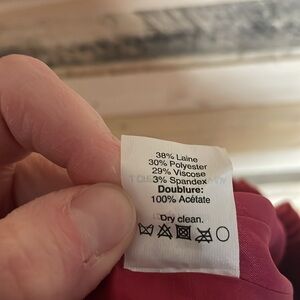 38% Laine
30% Polyester
29% Viscose
3% Spandex
Doublure:
100% Acétate
Dry clean.